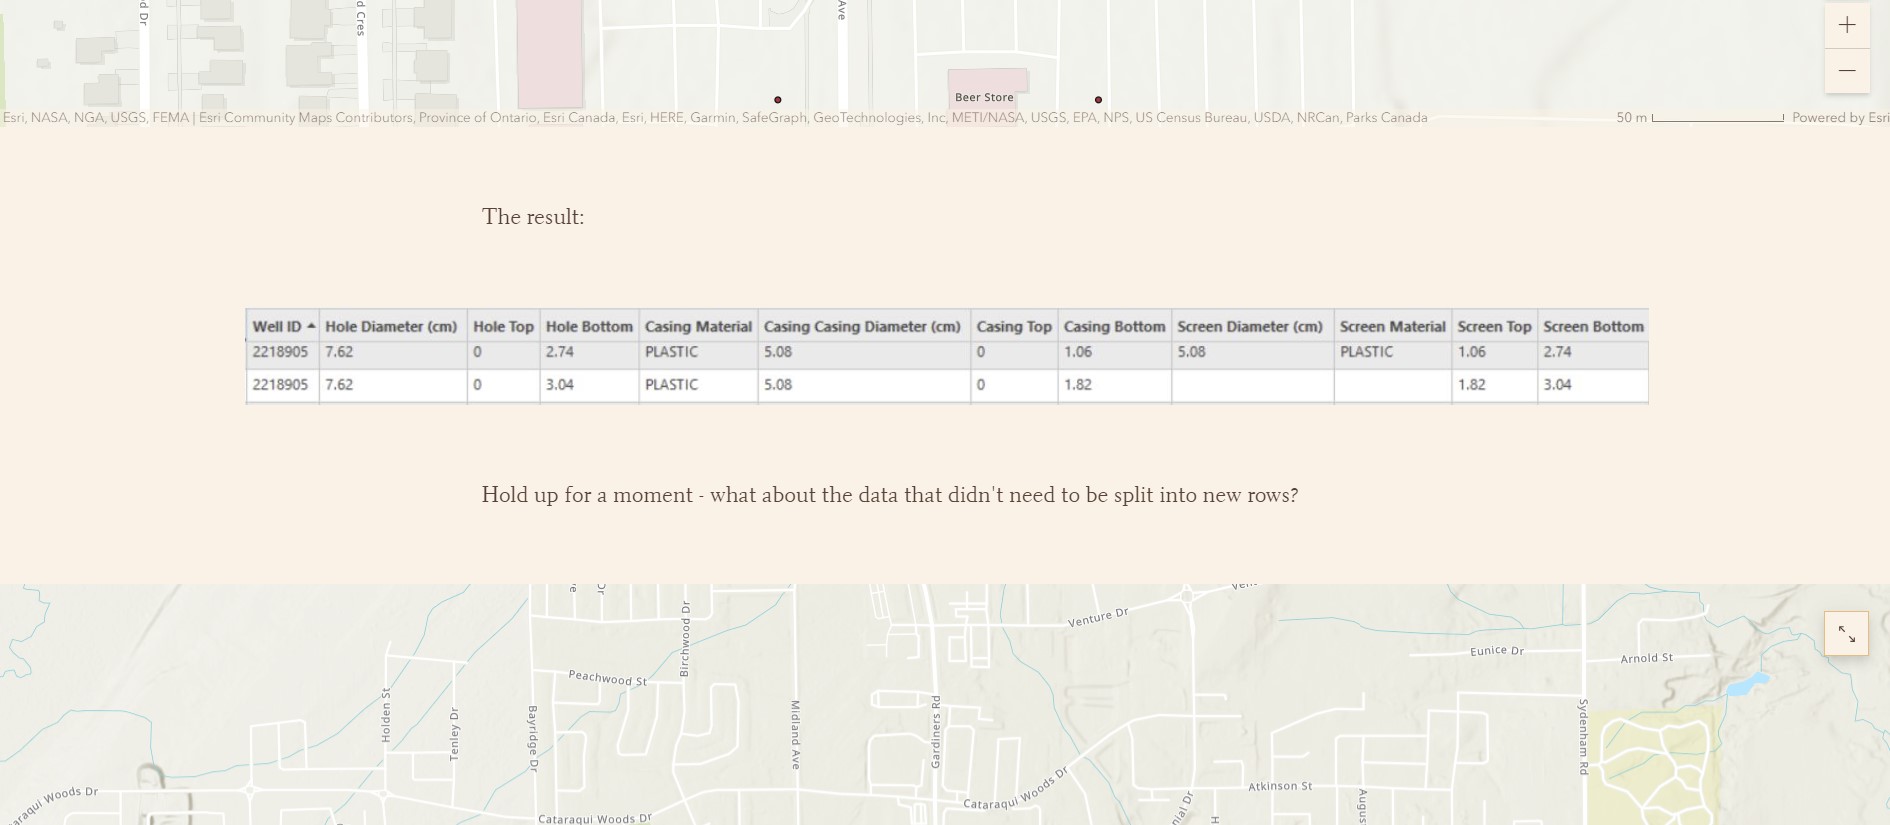 d Dr
d Cres
Ave
+
−
Beer Store
Esri, NASA, NGA, USGS, FEMA | Esri Community Maps Contributors, Province of Ontario, Esri Canada, Esri, HERE, Garmin, SafeGraph, GeoTechnologies, Inc, METI/NASA, USGS, EPA, NPS, US Census Bureau, USDA, NRCan, Parks Canada
50 m
Powered by Esri
The result:
Well ID Hole Diameter (cm) Hole Top Hole Bottom Casing Material Casing Casing Diameter (cm) Casing Top Casing Bottom Screen Diameter (cm) Screen Material Screen Top Screen Bottom
2218905 7.62 0 2.74 PLASTIC 5.08 0 1.06 5.08 PLASTIC 1.06 2.74
2218905 7.62 0 3.04 PLASTIC 5.08 0 1.82 1.82 3.04
Hold up for a moment - what about the data that didn't need to be split into new rows?
Venture Dr
Birchwood Dr
Eunice Dr
Arnold St
Peachwood St
Holden St
Tenley Dr
Bayridge Dr
Midland Ave
Gardiners Rd
Sydenham Rd
Cataraqui Woods Dr
Atkinson St
araqui Woods Dr
Cataraqui Woods Dr
nial Dr
H
Augus